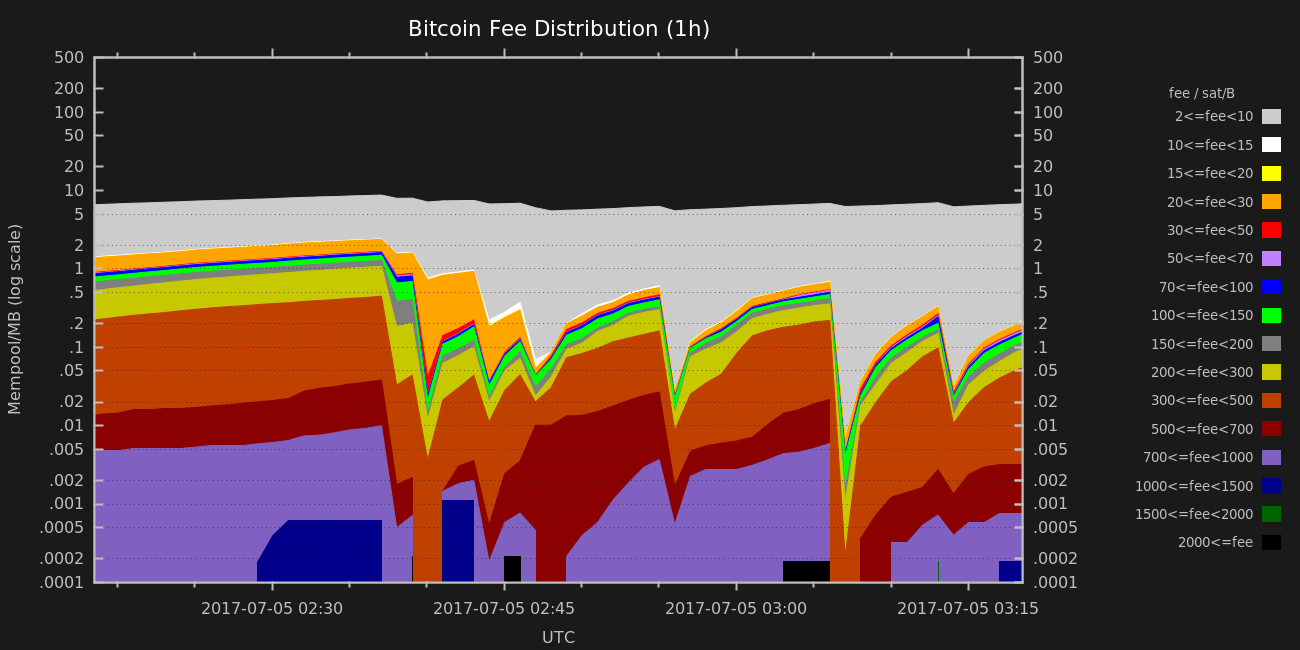 Bitcoin Fee Distribution (1h)
Mempool/MB (log scale)
500
200
100
50
20
10
5
2
1
.5
.2
.1
.05
.02
.01
.005
.002
.001
.0005
.0002
.0001
500
200
100
50
20
10
5
2
1
.5
.2
.1
.05
.02
.01
.005
.002
.001
.0005
.0002
.0001
2017-07-05 02:30
2017-07-05 02:45
2017-07-05 03:00
2017-07-05 03:15
UTC
fee / sat/B
2<=fee<10
10<=fee<15
15<=fee<20
20<=fee<30
30<=fee<50
50<=fee<70
70<=fee<100
100<=fee<150
150<=fee<200
200<=fee<300
300<=fee<500
500<=fee<700
700<=fee<1000
1000<=fee<1500
1500<=fee<2000
2000<=fee